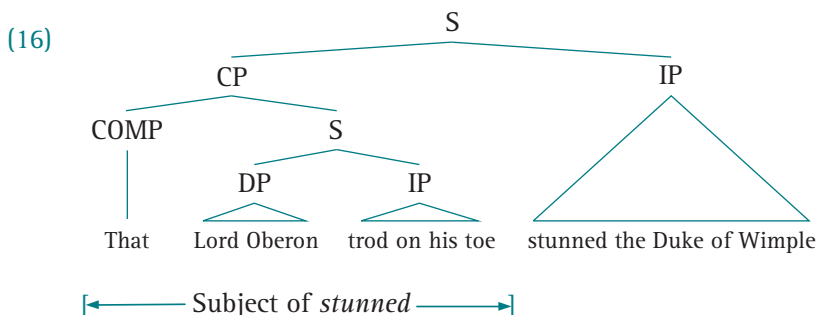 (16)
S
CP IP
COMP S
DP IP
That Lord Oberon trod on his toe stunned the Duke of Wimple
Subject of stunned